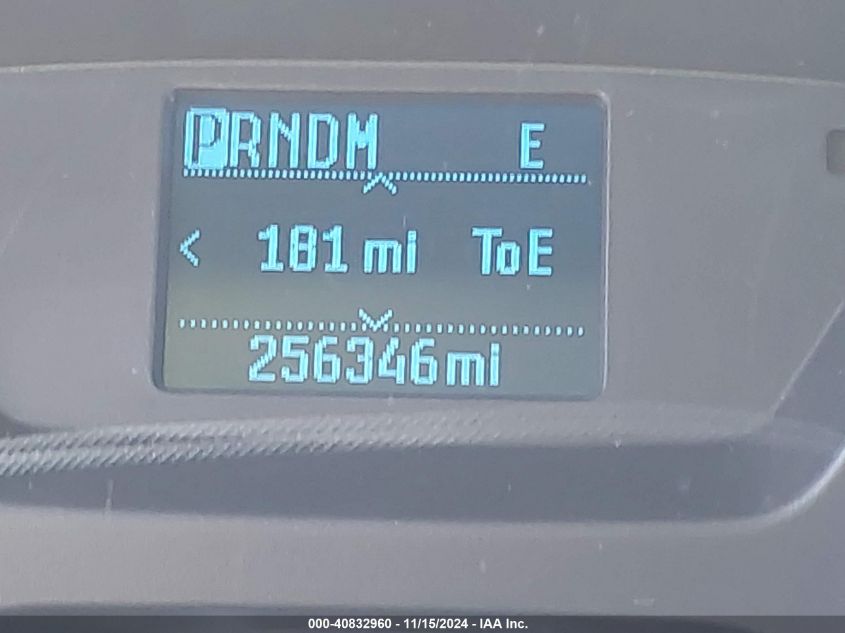 PRNDM E
< 181 mi ToE
256346mi
000-40832960 - 11/15/2024 - IAA Inc.